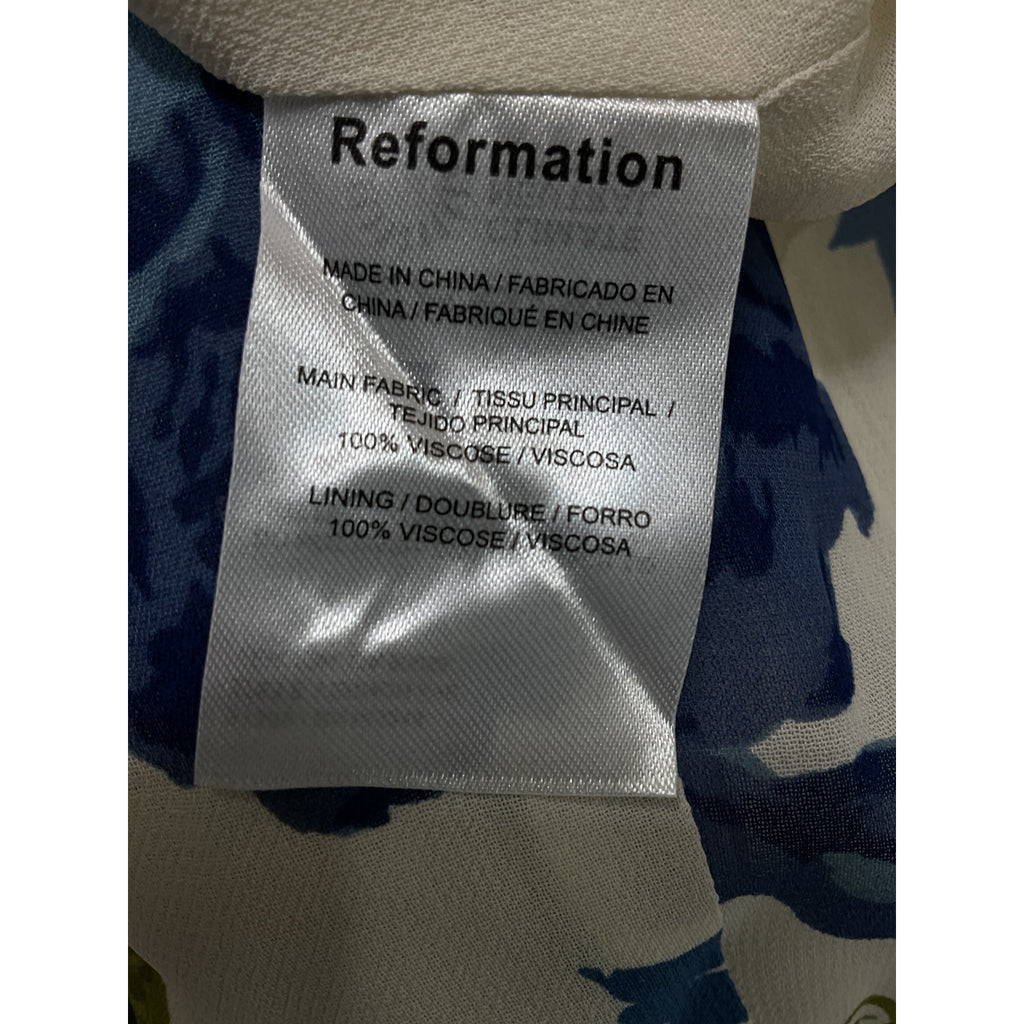 Reformation
MADE IN CHINA / FABRICADO EN
CHINA / FABRIQUÉ EN CHINE
MAIN FABRIC / TISSU PRINCIPAL /
TEJIDO PRINCIPAL
100% VISCOSE / VISCOSA
LINING / DOUBLURE / FORRO
100% VISCOSE / VISCOSA